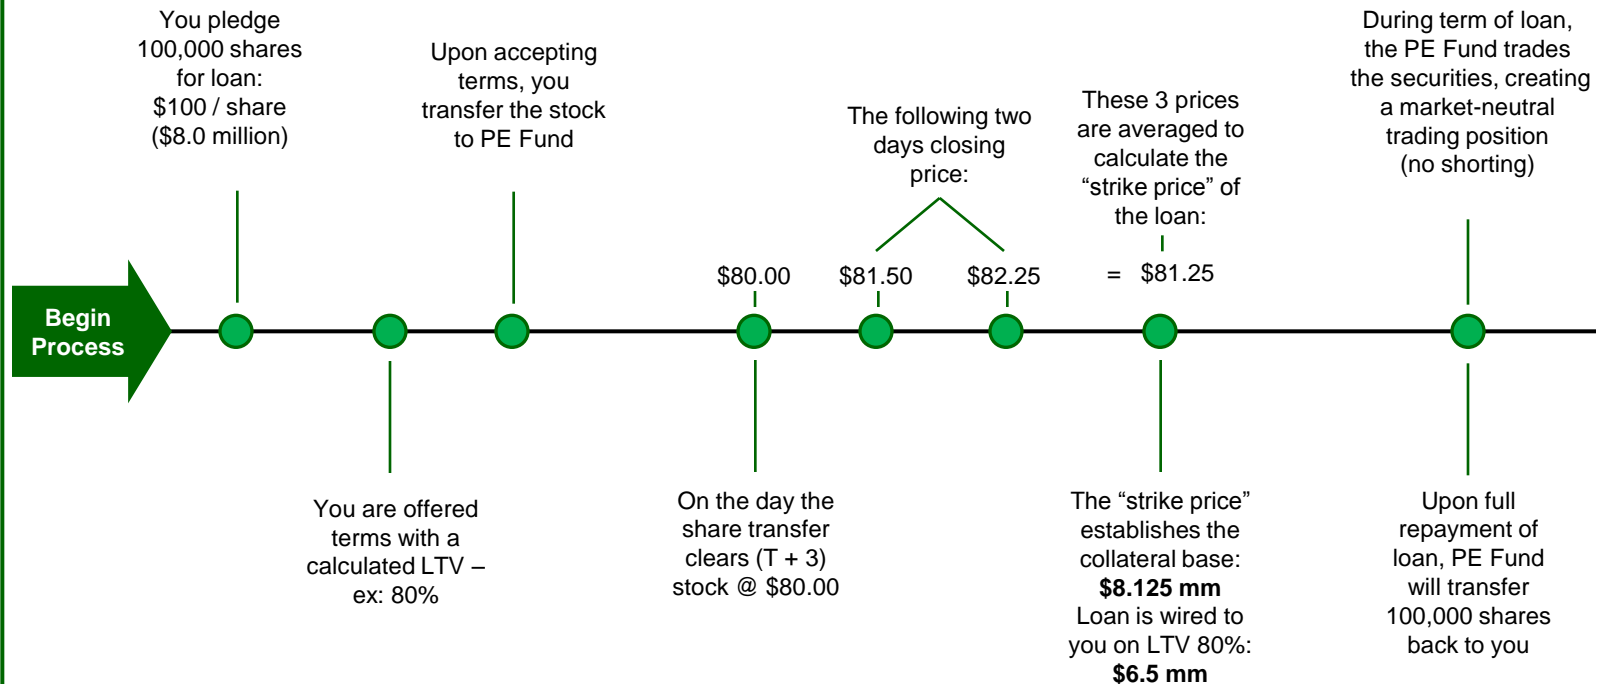 Begin
Process
You pledge
100,000 shares
for loan:
$100 / share
($8.0 million)
You are offered
terms with a
calculated LTV –
ex: 80%
Upon accepting
terms, you
transfer the stock
to PE Fund
$80.00
On the day the
share transfer
clears (T + 3)
stock @ $80.00
The following two
days closing
price:
$81.50
$82.25
These 3 prices
are averaged to
calculate the
“strike price” of
the loan:
= $81.25
The “strike price”
establishes the
collateral base:
$8.125 mm
Loan is wired to
you on LTV 80%:
$6.5 mm
During term of loan,
the PE Fund trades
the securities, creating
a market-neutral
trading position
(no shorting)
Upon full
repayment of
loan, PE Fund
will transfer
100,000 shares
back to you